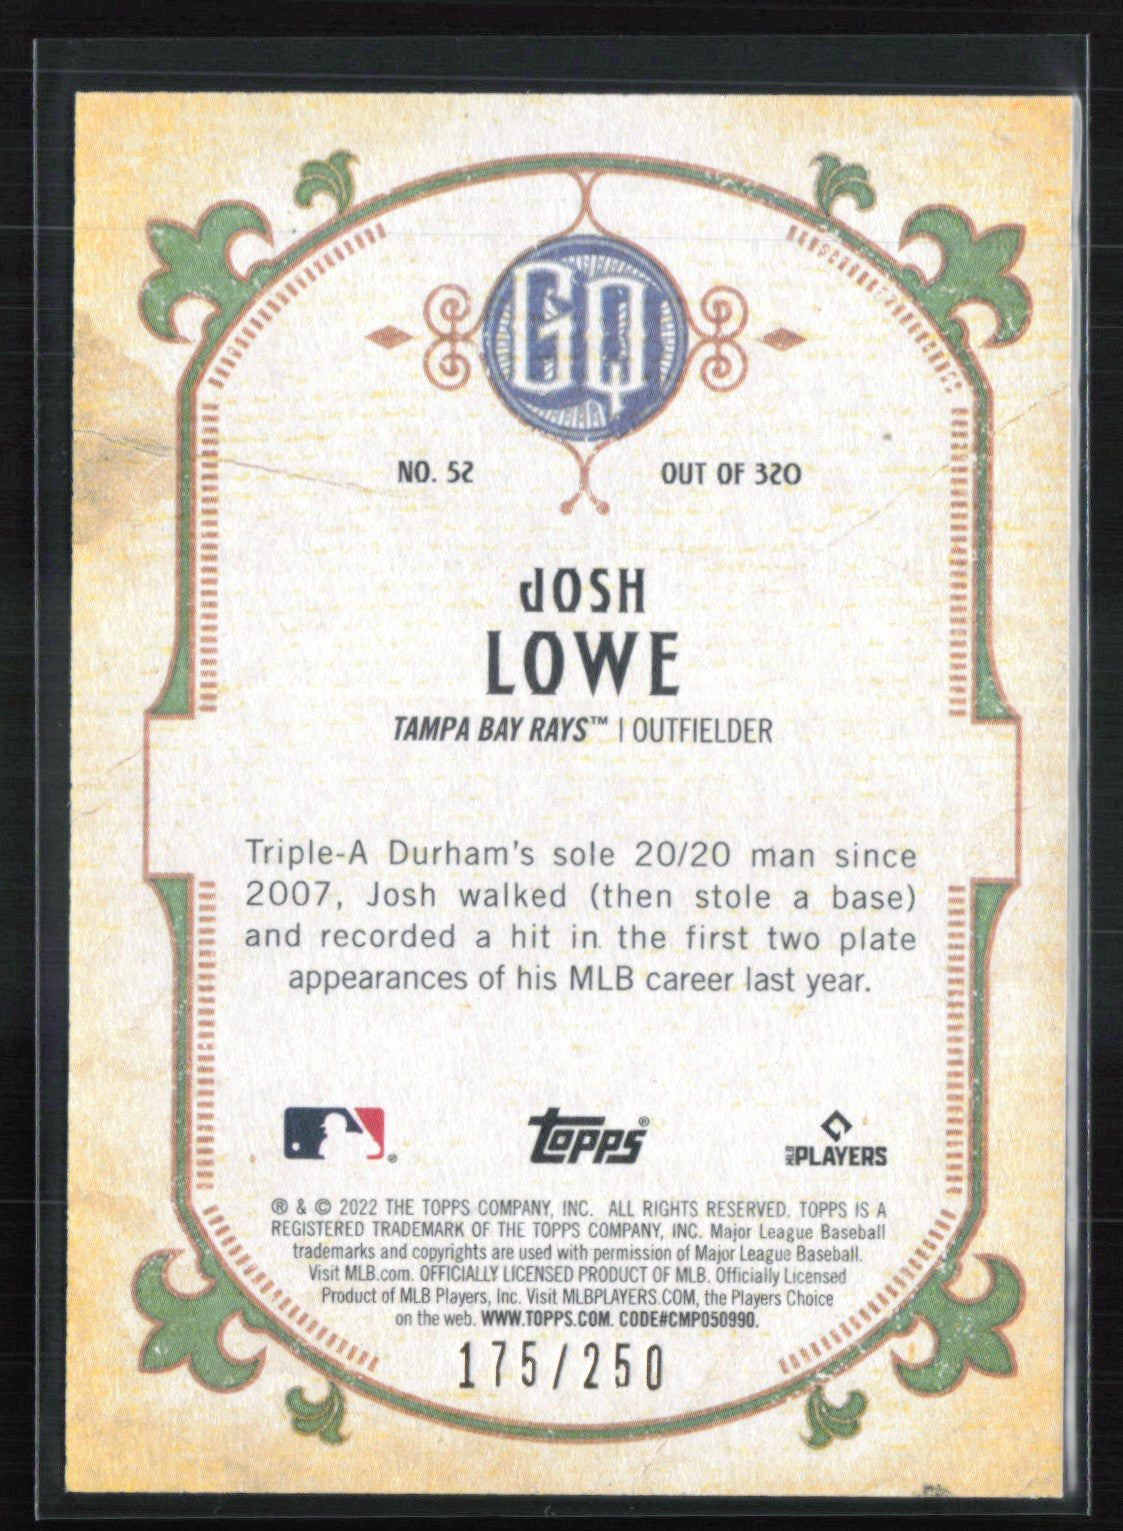 GQ
NO. 52
OUT OF 320
JOSH
LOWE
TAMPA BAY RAYS™ | OUTFIELDER
Triple-A Durham's sole 20/20 man since
2007, Josh walked (then stole a base)
and recorded a hit in the first two plate
appearances of his MLB career last year.
®
topps®
MLB PLAYERS
® & © 2022 THE TOPPS COMPANY, INC. ALL RIGHTS RESERVED. TOPPS IS A
REGISTERED TRADEMARK OF THE TOPPS COMPANY, INC. Major League Baseball
trademarks and copyrights are used with permission of Major League Baseball.
Visit MLB.com. OFFICIALLY LICENSED PRODUCT OF MLB. Officially Licensed
Product of MLB Players, Inc. Visit MLBPLAYERS.COM, the Players Choice
on the web. WWW.TOPPS.COM. CODE#CMP050990.
175/250